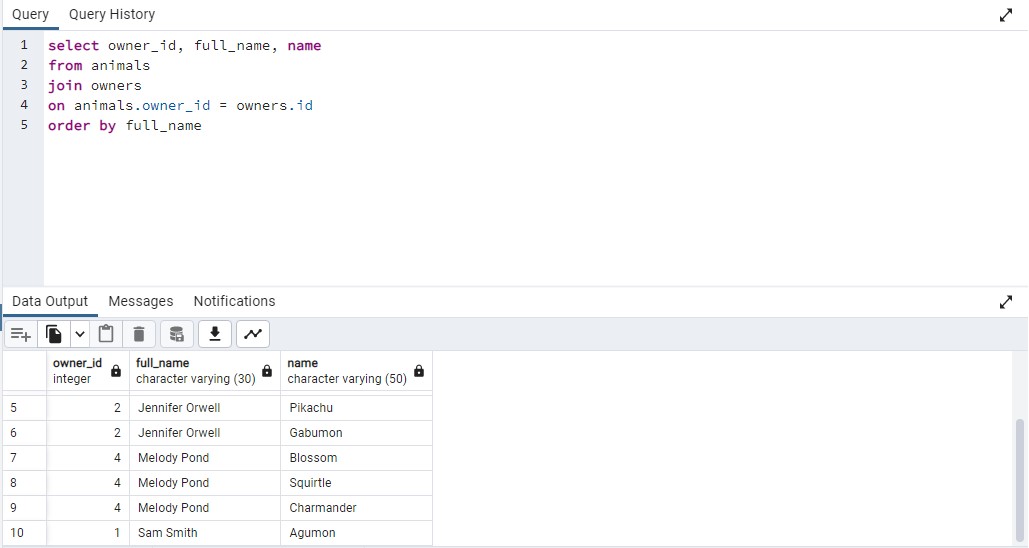 Query Query History
1 select owner_id, full_name, name
2 from animals
3 join owners
4 on animals.owner_id = owners.id
5 order by full_name
Data Output Messages Notifications
owner_id full_name name
integer character varying (30) character varying (50)
5 2 Jennifer Orwell Pikachu
6 2 Jennifer Orwell Gabumon
7 4 Melody Pond Blossom
8 4 Melody Pond Squirtle
9 4 Melody Pond Charmander
10 1 Sam Smith Agumon